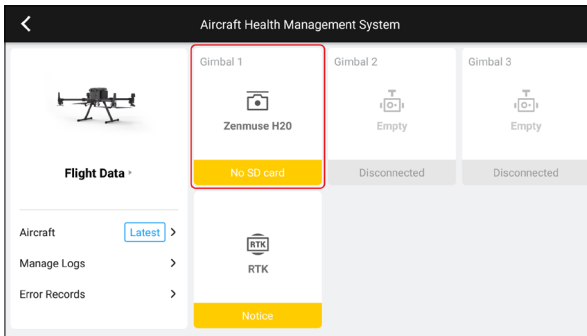 Aircraft Health Management System
Gimbal 1
Zenmuse H20
No SD card
Gimbal 2
Empty
Disconnected
Gimbal 3
Empty
Disconnected
Flight Data
Aircraft Latest
Manage Logs
Error Records
RTK
RTK
Notice